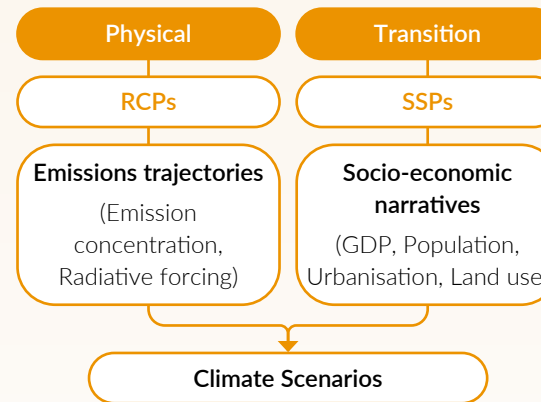 Physical
Transition
RCPs
SSPs
Emissions trajectories
(Emission
concentration,
Radiative forcing)
Socio-economic
narratives
(GDP, Population,
Urbanisation, Land use
Climate Scenarios